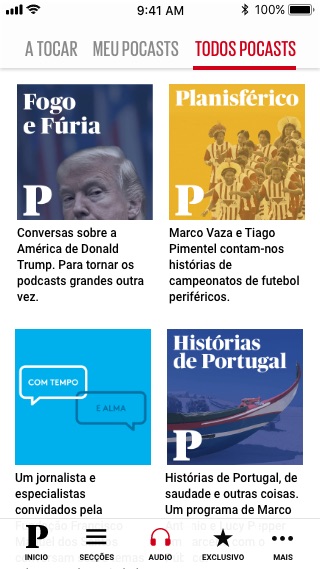 9:41 AM
100%
A TOCAR
MEU POCASTS
TODOS POCASTS
Fogo
e Fúria
P
Conversas sobre a
América de Donald
Trump. Para tornar os
podcasts grandes outra
vez.
Planisférico
P
Marco Vaza e Tiago
Pimentel contam-nos
histórias de
campeonatos de futebol
periféricos.
COM TEMPO
E ALMA
Um jornalista e
especialistas
convidados pela
Histórias
de Portugal
P
Histórias de Portugal, de
saudade e outras coisas.
Um programa de Marco
P
INICIO
SECÇÕES
AUDIO
EXCLUSIVO
MAIS